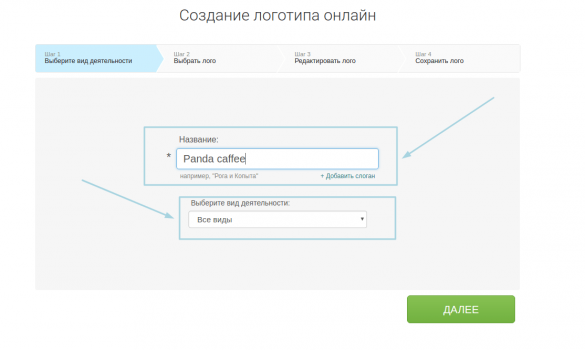 Создание логотипа онлайн
Шаг 1
Выберите вид деятельности
Шаг 2
Выбрать лого
Шаг 3
Редактировать лого
Шаг 4
Сохранить лого
Название:
* Panda caffee
например, "Рога и Копыта"
+ Добавить слоган
Выберите вид деятельности:
Все виды
ДАЛЕЕ